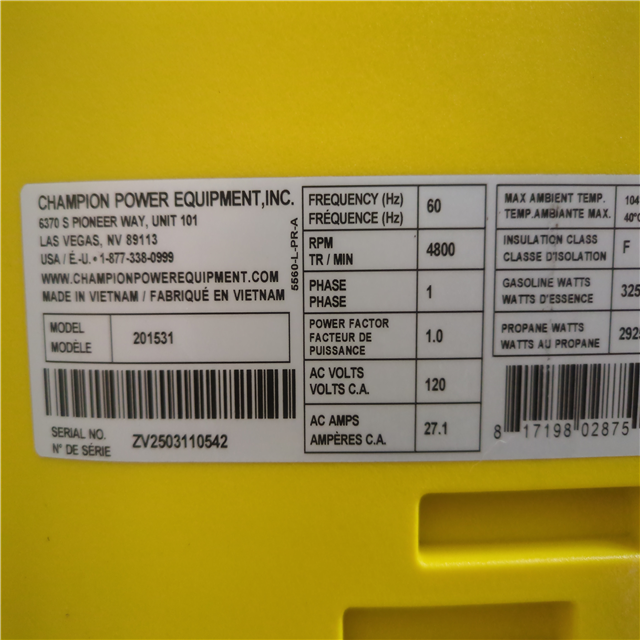 CHAMPION POWER EQUIPMENT,INC.
6370 S PIONEER WAY, UNIT 101
LAS VEGAS, NV 89113
USA / É.-U. • 1-877-338-0999
WWW.CHAMPIONPOWEREQUIPMENT.COM
MADE IN VIETNAM / FABRIQUÉ EN VIETNAM
5560-L-PR-A
MODEL
MODÈLE
201531
SERIAL NO.
N° DE SÉRIE
ZV2503110542
FREQUENCY (Hz)
FRÉQUENCE (Hz)
60
RPM
TR / MIN
4800
PHASE
PHASE
1
POWER FACTOR
FACTEUR DE
PUISSANCE
1.0
AC VOLTS
VOLTS C.A.
120
AC AMPS
AMPÈRES C.A.
27.1
MAX AMBIENT TEMP.
TEMP.AMBIANTE MAX.
104
40°C
INSULATION CLASS
CLASSE D'ISOLATION
F
GASOLINE WATTS
WATTS D'ESSENCE
325
PROPANE WATTS
WATTS AU PROPANE
292
8 17198 02875